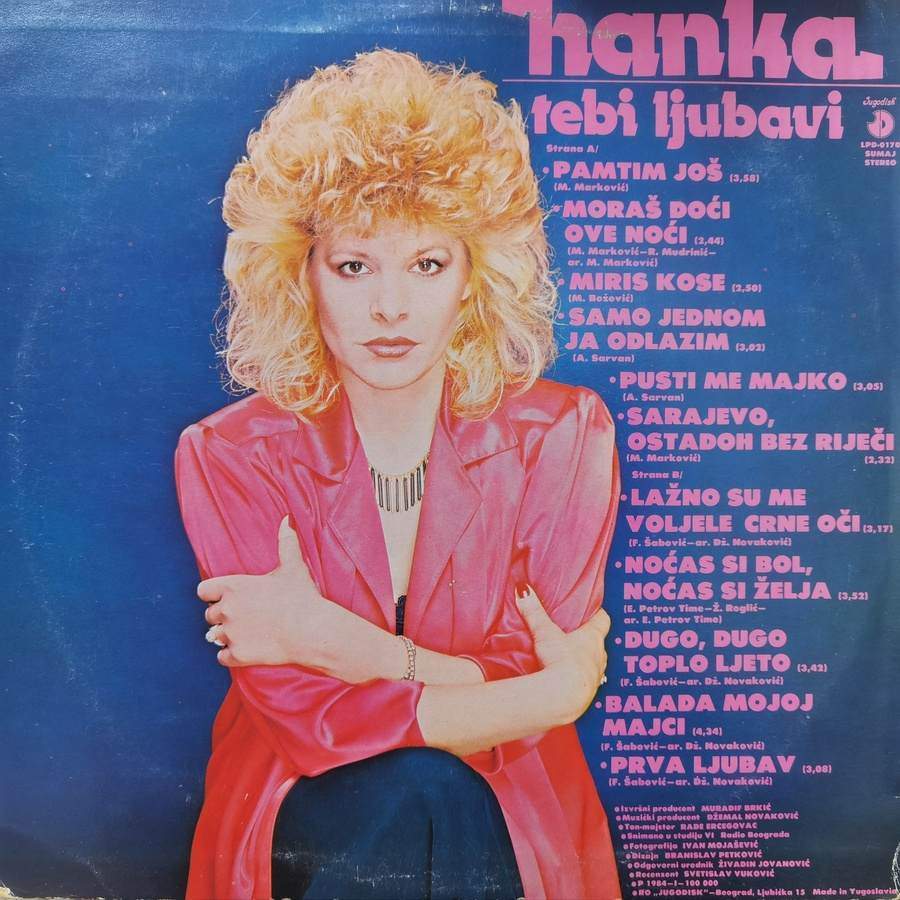 hanka
tebi ljubavi
Jugodisk
LPD-0170
SUMAJ
STEREO
Strana A/
• PAMTIM JOŠ (3,58)
(M. Marković)
• MORAŠ DOĆI
OVE NOĆI (2,44)
(M. Marković—R. Mudrinić—
ar. M. Marković)
• MIRIS KOSE (2,50)
(M. Božović)
• SAMO JEDNOM
JA ODLAZIM (3,02)
(A. Sarvan)
• PUSTI ME MAJKO (3,05)
(A. Sarvan)
• SARAJEVO,
OSTADOH BEZ RIJEČI
(M. Marković) (2,32)
Strana B/
• LAŽNO SU ME
VOLJELE CRNE OČI (3,17)
(F. Šabović—ar. Dž. Novaković)
• NOĆAS SI BOL,
NOĆAS SI ŽELJA (3,52)
(E. Petrov Time—Ž. Roglić—
ar. E. Petrov Time)
• DUGO, DUGO
TOPLO LJETO (3,42)
(F. Šabović—ar. Dž. Novaković)
• BALADA MOJOJ
MAJCI (4,34)
(F. Šabović—ar. Dž. Novaković)
• PRVA LJUBAV (3,08)
(F. Šabović—ar. Dž. Novaković)
• Izvršni producent MURADIF BRKIĆ
• Muzički producent DŽEMAL NOVAKOVIĆ
• Ton-majstor RADE ERCEGOVAC
• Snimano u studiju VI Radio Beograda
• Fotografija IVAN MOJAŠEVIĆ
• Dizajn BRANISLAV PETKOVIĆ
• Odgovorni urednik ŽIVADIN JOVANOVIĆ
• Recenzent SVETISLAV VUKOVIĆ
• P 1984—I—100 000
• RO „JUGODISK"—Beograd, Ljubićka 15 Made in Yugoslavia